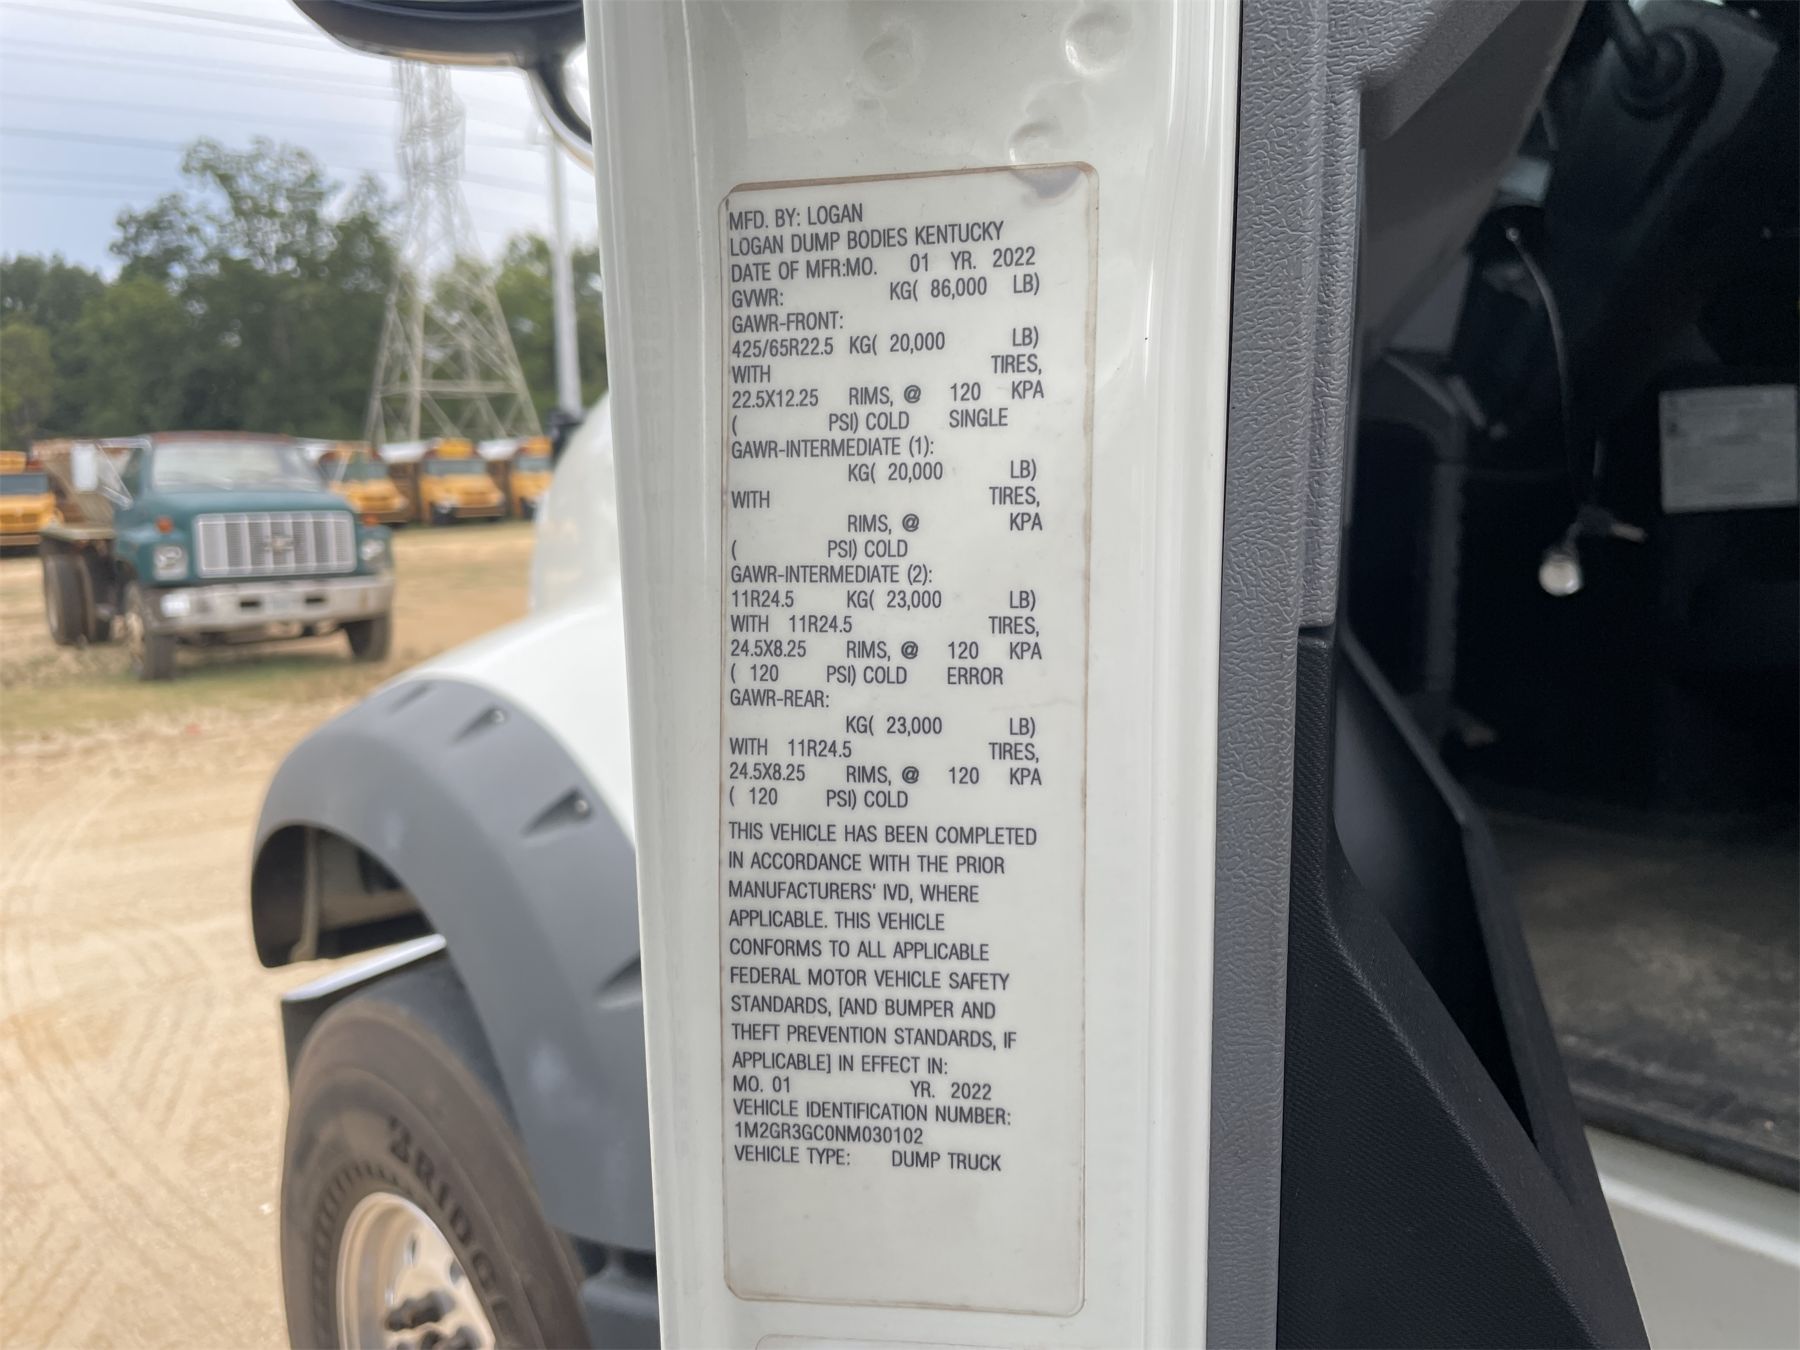 MFD. BY: LOGAN
LOGAN DUMP BODIES KENTUCKY
DATE OF MFR:MO. 01 YR. 2022
GVWR: KG( 86,000 LB)
GAWR-FRONT:
425/65R22.5 KG( 20,000 LB)
WITH TIRES,
22.5X12.25 RIMS, @ 120 KPA
( PSI) COLD SINGLE
GAWR-INTERMEDIATE (1):
KG( 20,000 LB)
WITH TIRES,
RIMS, @ KPA
( PSI) COLD
GAWR-INTERMEDIATE (2):
11R24.5 KG( 23,000 LB)
WITH 11R24.5 TIRES,
24.5X8.25 RIMS, @ 120 KPA
( 120 PSI) COLD ERROR
GAWR-REAR:
KG( 23,000 LB)
WITH 11R24.5 TIRES,
24.5X8.25 RIMS, @ 120 KPA
( 120 PSI) COLD
THIS VEHICLE HAS BEEN COMPLETED
IN ACCORDANCE WITH THE PRIOR
MANUFACTURERS' IVD, WHERE
APPLICABLE. THIS VEHICLE
CONFORMS TO ALL APPLICABLE
FEDERAL MOTOR VEHICLE SAFETY
STANDARDS, [AND BUMPER AND
THEFT PREVENTION STANDARDS, IF
APPLICABLE] IN EFFECT IN:
MO. 01 YR. 2022
VEHICLE IDENTIFICATION NUMBER:
1M2GR3GC0NM030102
VEHICLE TYPE: DUMP TRUCK